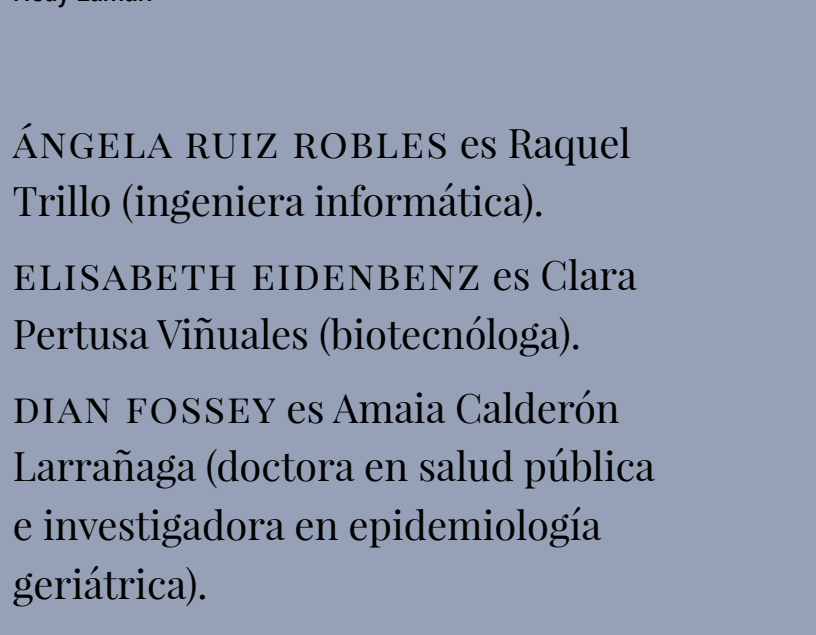 ÁNGELA RUIZ ROBLES es Raquel
Trillo (ingeniera informática).
ELISABETH EIDENBENZ es Clara
Pertusa Viñuales (biotecnóloga).
DIAN FOSSEY es Amaia Calderón
Larrañaga (doctora en salud pública
e investigadora en epidemiología
geriátrica).